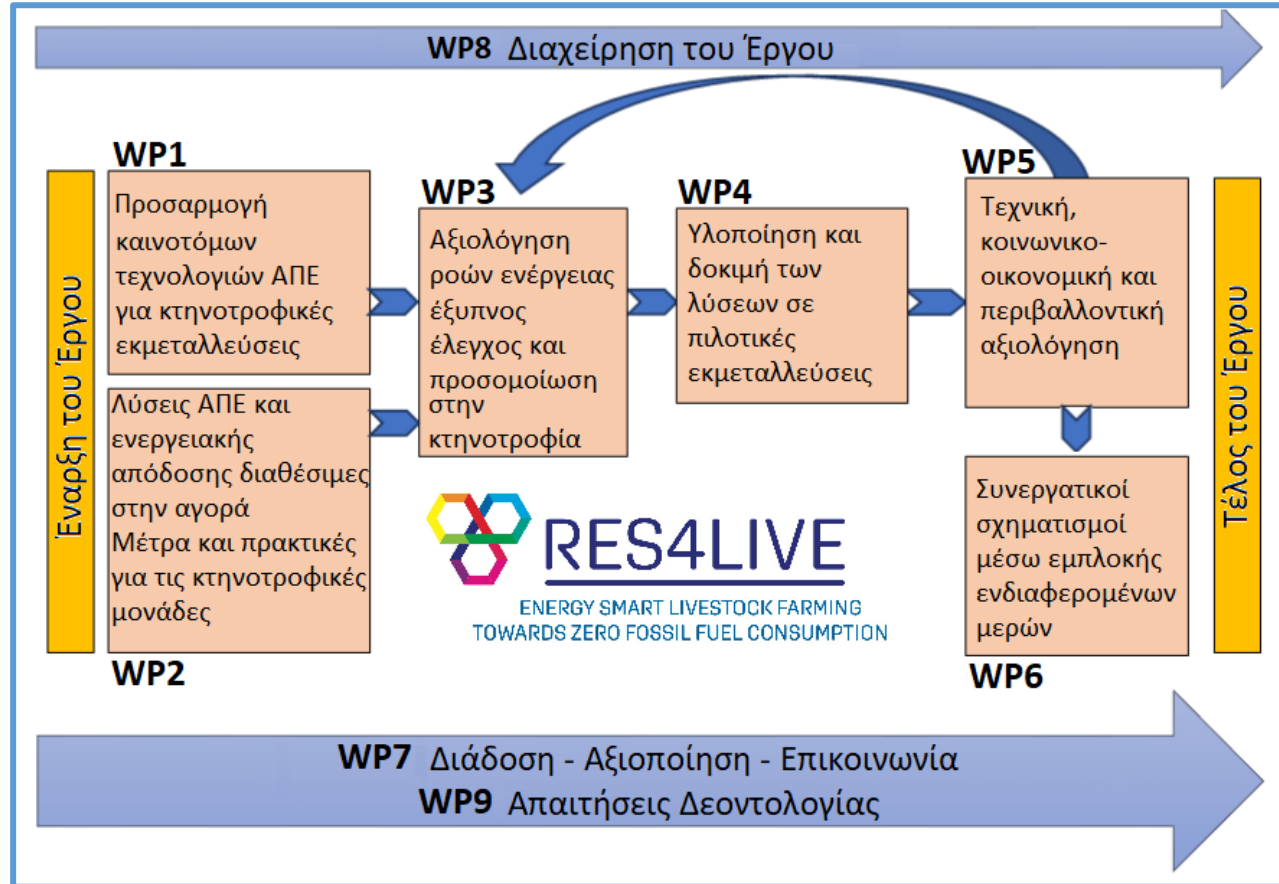 WP8 Διαχείρηση του Έργου
Έναρξη του Έργου
WP1
Προσαρμογή
καινοτόμων
τεχνολογιών ΑΠΕ
για κτηνοτροφικές
εκμεταλλεύσεις
Λύσεις ΑΠΕ και
ενεργειακής
απόδοσης διαθέσιμες
στην αγορά
Μέτρα και πρακτικές
για τις κτηνοτροφικές
μονάδες
WP2
WP3
Αξιολόγηση
ροών ενέργειας
έξυπνος
έλεγχος και
προσομοίωση
στην
κτηνοτροφία
WP4
Υλοποίηση και
δοκιμή των
λύσεων σε
πιλοτικές
εκμεταλλεύσεις
WP5
Τεχνική,
κοινωνικο-
οικονομική και
περιβαλλοντική
αξιολόγηση
Συνεργατικοί
σχηματισμοί
μέσω εμπλοκής
ενδιαφερομένων
μερών
WP6
Τέλος του Έργου
RES4LIVE
ENERGY SMART LIVESTOCK FARMING
TOWARDS ZERO FOSSIL FUEL CONSUMPTION
WP7 Διάδοση - Αξιοποίηση - Επικοινωνία
WP9 Απαιτήσεις Δεοντολογίας